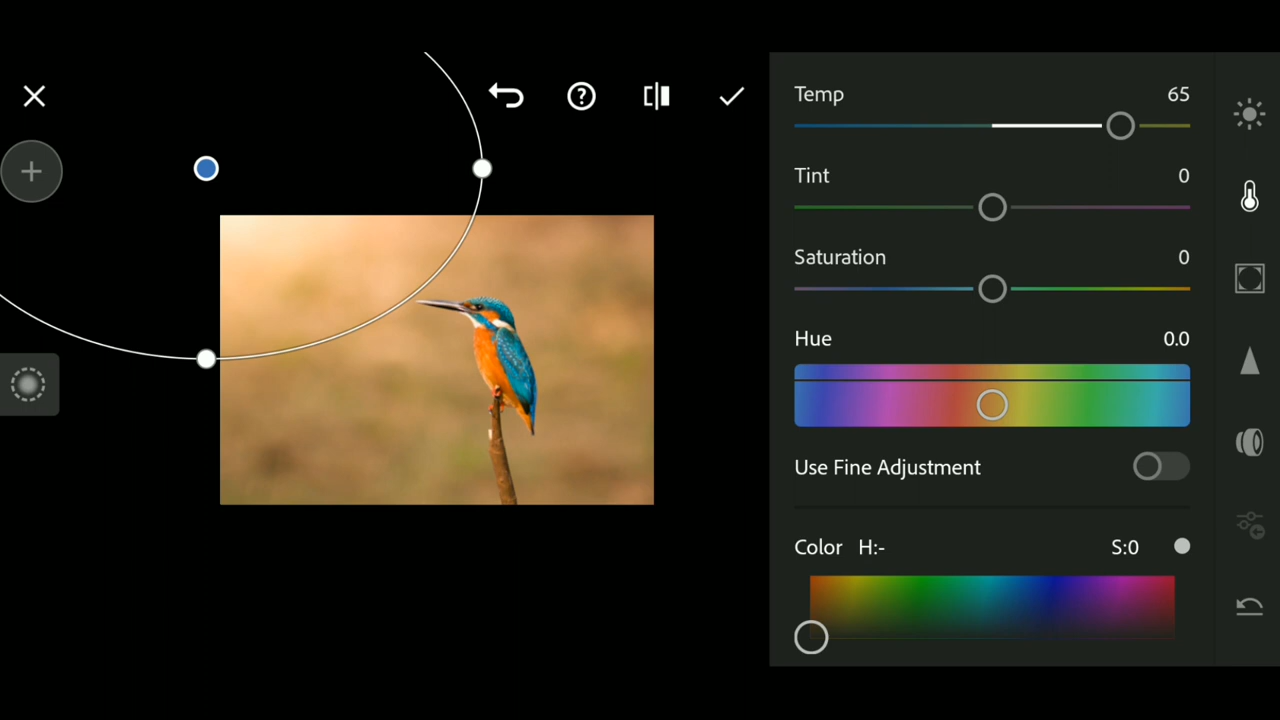 Temp 65
Tint 0
Saturation 0
Hue 0.0
Use Fine Adjustment
Color H:- S:0